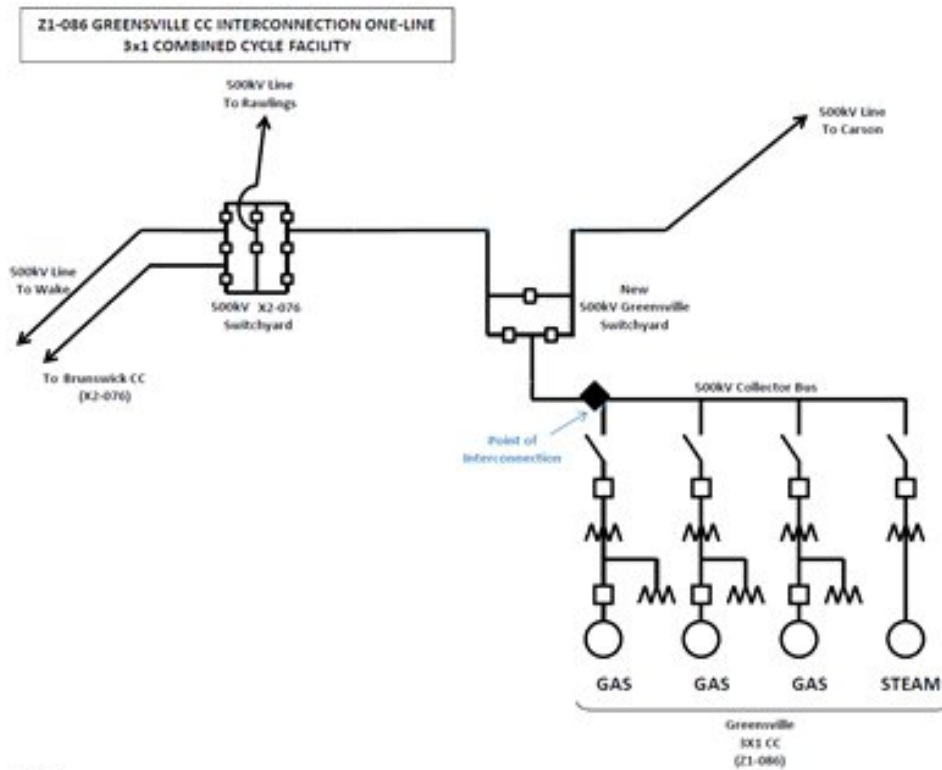 Z1-086 GREENSVILLE CC INTERCONNECTION ONE-LINE
3x1 COMBINED CYCLE FACILITY
500kV Line
To Rawlings
500kV Line
To Carson
500kV Line
To Wake
500kV X2-076
Switchyard
New
500kV Greensville
Switchyard
To Brunswick CC
(X2-076)
500kV Collector Bus
Point of
Interconnection
GAS GAS GAS STEAM
Greensville
3X1 CC
(Z1-086)